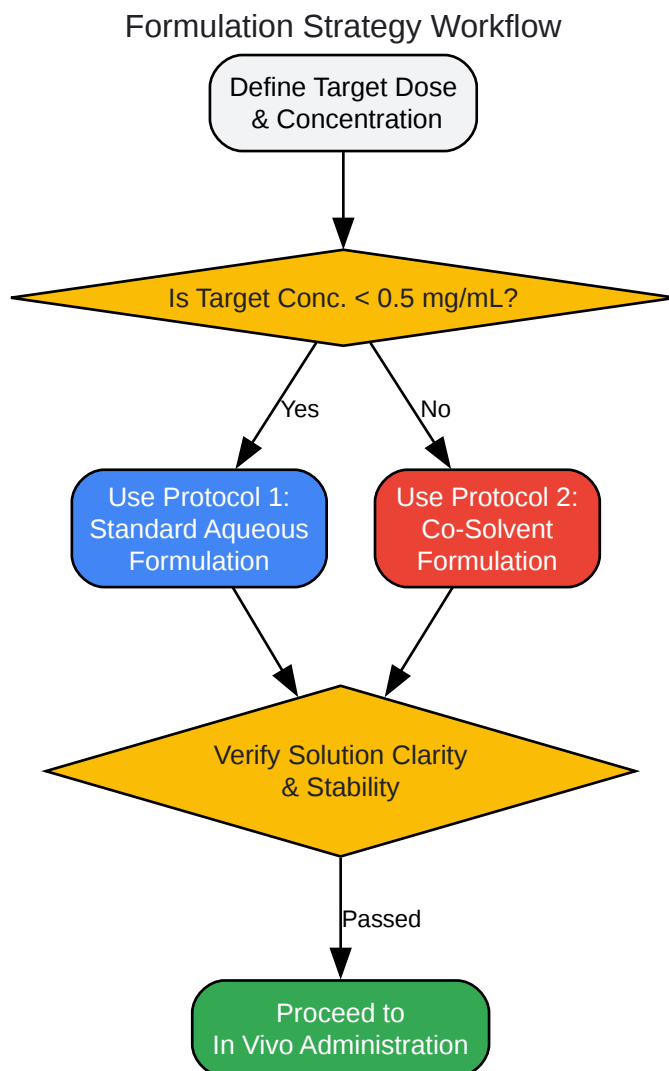 Formulation Strategy Workflow
Define Target Dose
& Concentration
Is Target Conc. < 0.5 mg/mL?
Yes
No
Use Protocol 1:
Standard Aqueous
Formulation
Use Protocol 2:
Co-Solvent
Formulation
Verify Solution Clarity
& Stability
Passed
Proceed to
In Vivo Administration